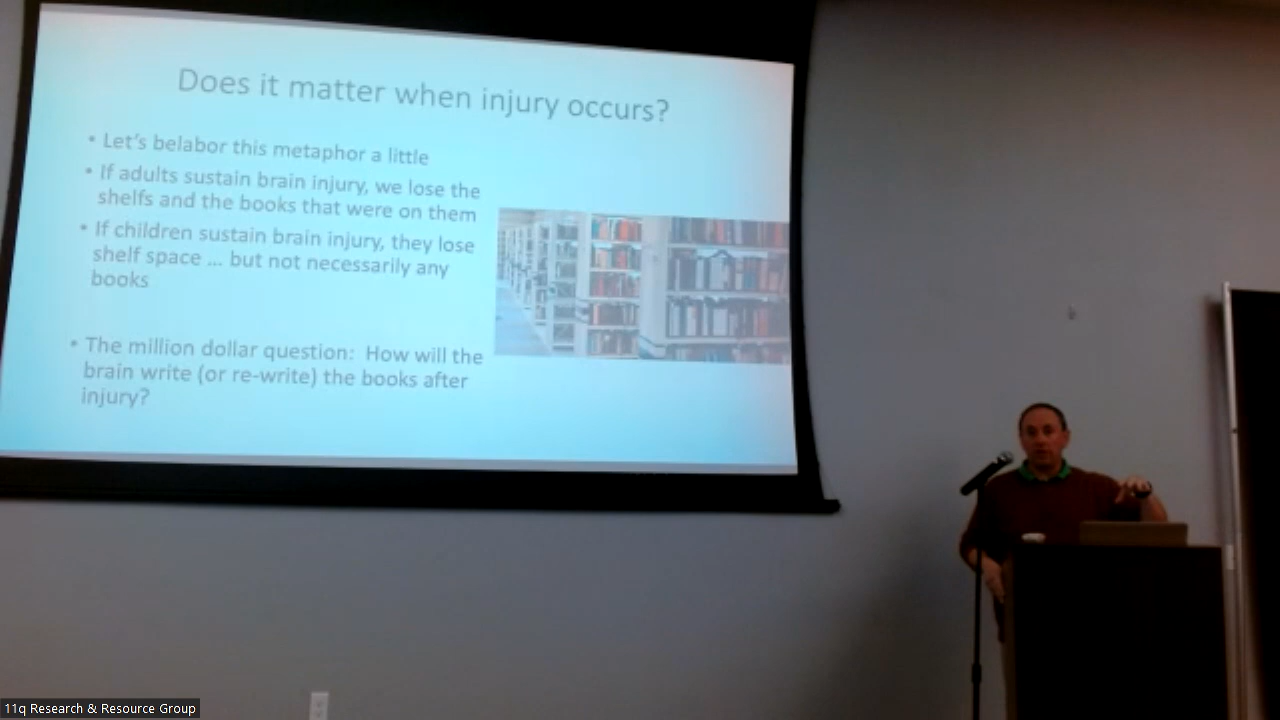 Does it matter when injury occurs?
• Let's belabor this metaphor a little
• If adults sustain brain injury, we lose the
shelfs and the books that were on them
• If children sustain brain injury, they lose
shelf space ... but not necessarily any
books
• The million dollar question: How will the
brain write (or re-write) the books after
injury?
11q Research & Resource Group